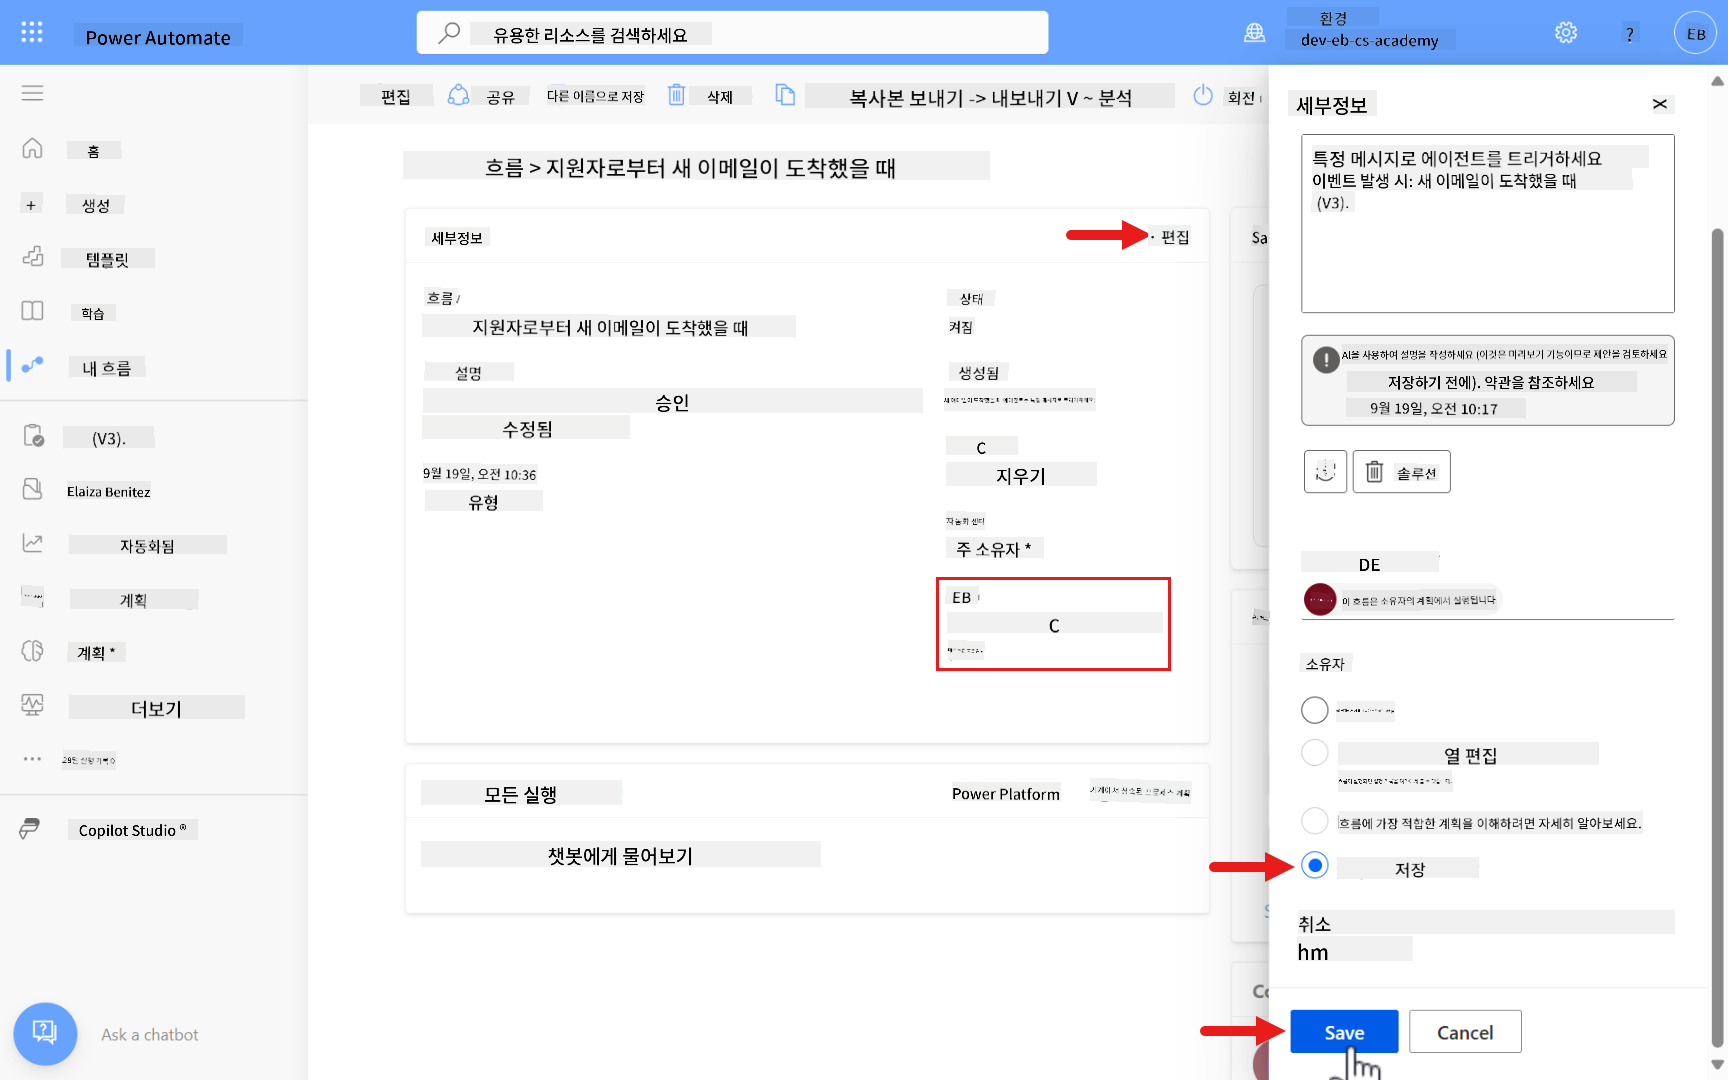 Power Automate
유용한 리소스를 검색하세요
환경
dev-eb-cs-academy
?
EB
편집
공유
다른 이름으로 저장
삭제
복사본 보내기 -> 내보내기 V ~ 분석
회전
홈
+
생성
템플릿
학습
내 흐름
(V3).
Elaiza Benitez
자동화됨
계획
계획 *
더보기
28일 실행 기록 0
Copilot Studio ®
Ask a chatbot
흐름 > 지원자로부터 새 이메일이 도착했을 때
세부정보
편집
흐름 /
지원자로부터 새 이메일이 도착했을 때
설명
승인
수정됨
9월 19일, 오전 10:36
유형
상태
켜짐
생성됨
C
지우기
자동화 센터
주 소유자 *
EB
C
모든 실행
Power Platform
챗봇에게 물어보기
Sa
세부정보
특정 메시지로 에이전트를 트리거하세요
이벤트 발생 시: 새 이메일이 도착했을 때
(V3).
AI을 사용하여 설명을 작성하세요 (이것은 미리보기 기능이므로 제안을 검토하세요
저장하기 전에). 약관을 참조하세요
9월 19일, 오전 10:17
솔루션
DE
이 흐름은 소유자의 계획에서 실행됩니다
소유자
열 편집
흐름에 가장 적합한 계획을 이해하려면 자세히 알아보세요.
저장
취소
hm
Save
Cancel